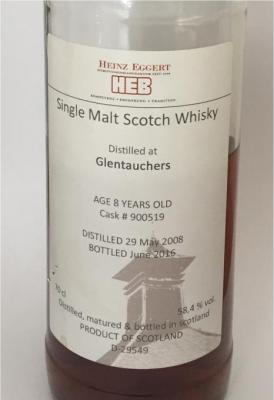 HEINZ EGGERT
HEB
Single Malt Scotch Whisky
Distilled at
Glentauchers
AGE 8 YEARS OLD
Cask # 900519
DISTILLED 29 May 2008
BOTTLED June 2016
70 cl
58,4 % vol.
Distilled, matured & bottled in scotland
PRODUCT OF SCOTLAND
D-29549